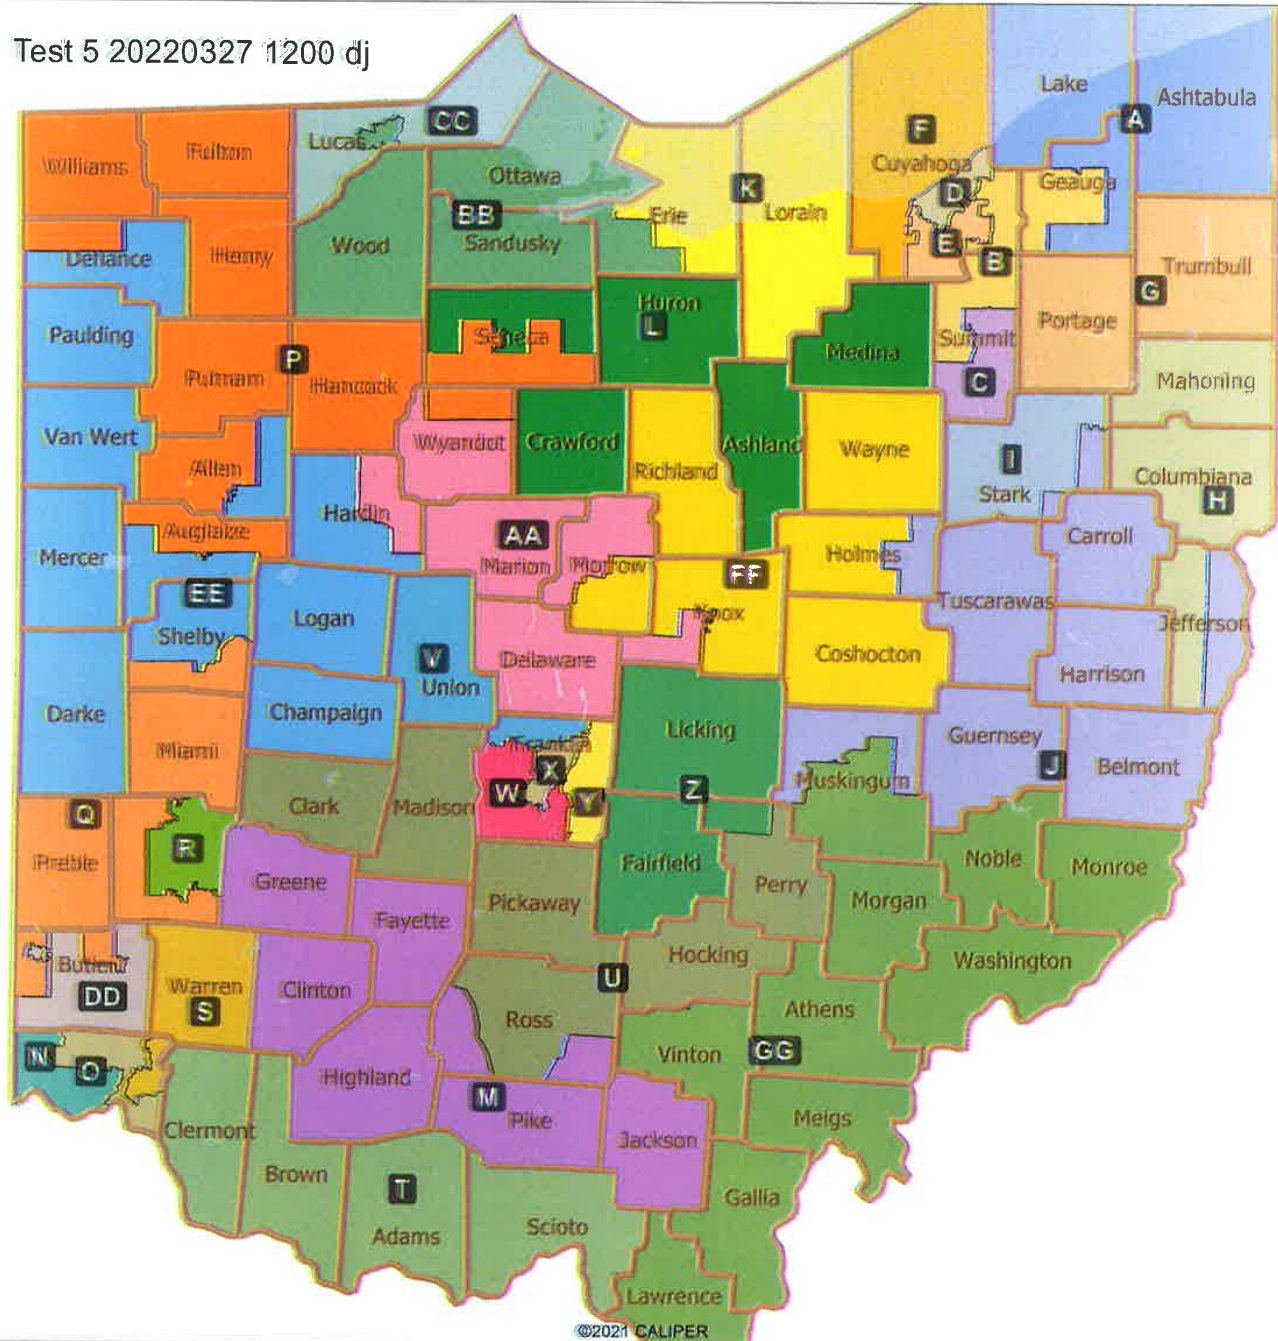 Test 5 20220327 1200 dj
Lake
Ashtabula
A
CC
Lucas
F
Cuyahoga
Fulton
Williams
Ottawa
D
Geauga
K
Erie
Lorain
BB
Sandusky
Wood
E
B
Defiance
Henry
Trumbull
G
Huron
L
Portage
Paulding
Seneca
Summit
Medina
P
Putnam
Hancock
C
Mahoning
Van Wert
Wyandot
Crawford
Ashland
Wayne
Richland
I
Stark
Allen
Columbiana
H
Hardin
Auglaize
AA
Marion
Morrow
Carroll
Mercer
Holmes
FF
EE
Tuscarawas
Knox
Logan
Jefferson
Shelby
V
Union
Delaware
Coshocton
Harrison
Darke
Champaign
Licking
Guernsey
J
Belmont
Miami
Franklin
X
Muskingum
W
Y
Z
Clark
Madison
Q
R
Preble
Fairfield
Noble
Monroe
Greene
Perry
Morgan
Pickaway
Fayette
Hocking
Washington
Butler
DD
Warren
S
Clinton
U
Athens
Ross
N
O
Vinton
GG
Highland
M
Pike
Meigs
Clermont
Jackson
Brown
T
Gallia
Adams
Scioto
Lawrence
©2021 CALIPER